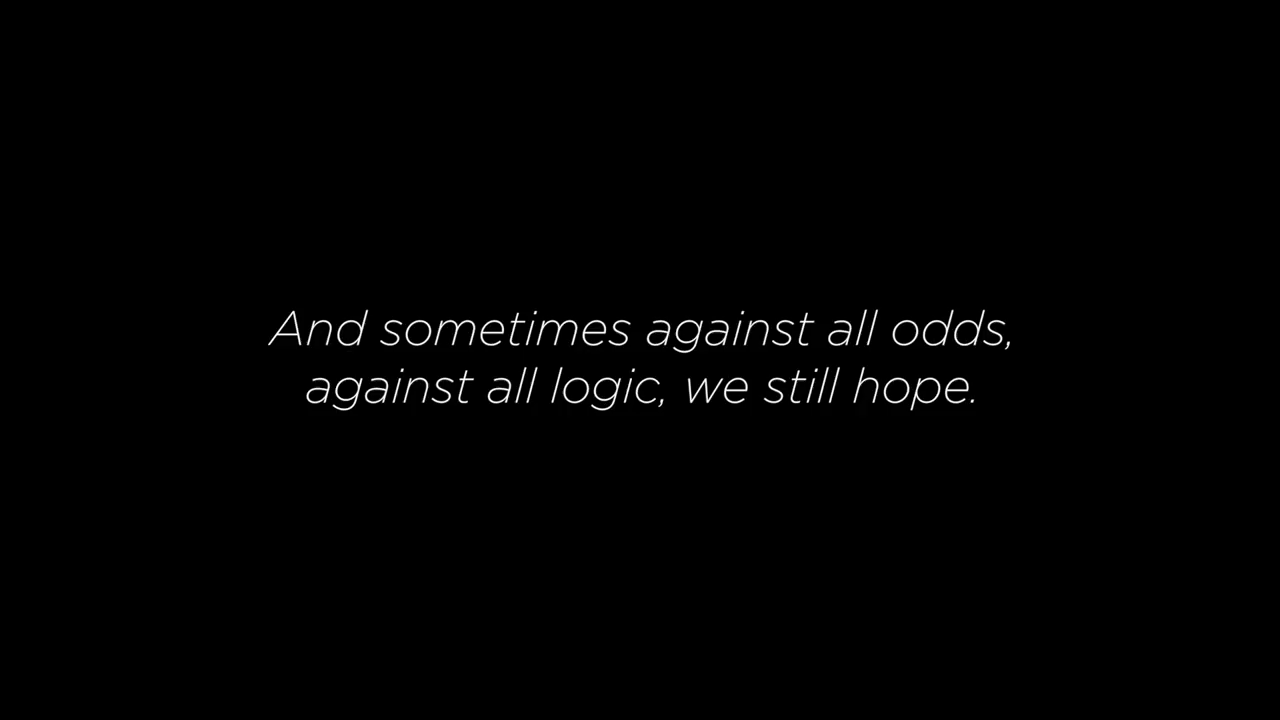 And sometimes against all odds,
against all logic, we still hope.